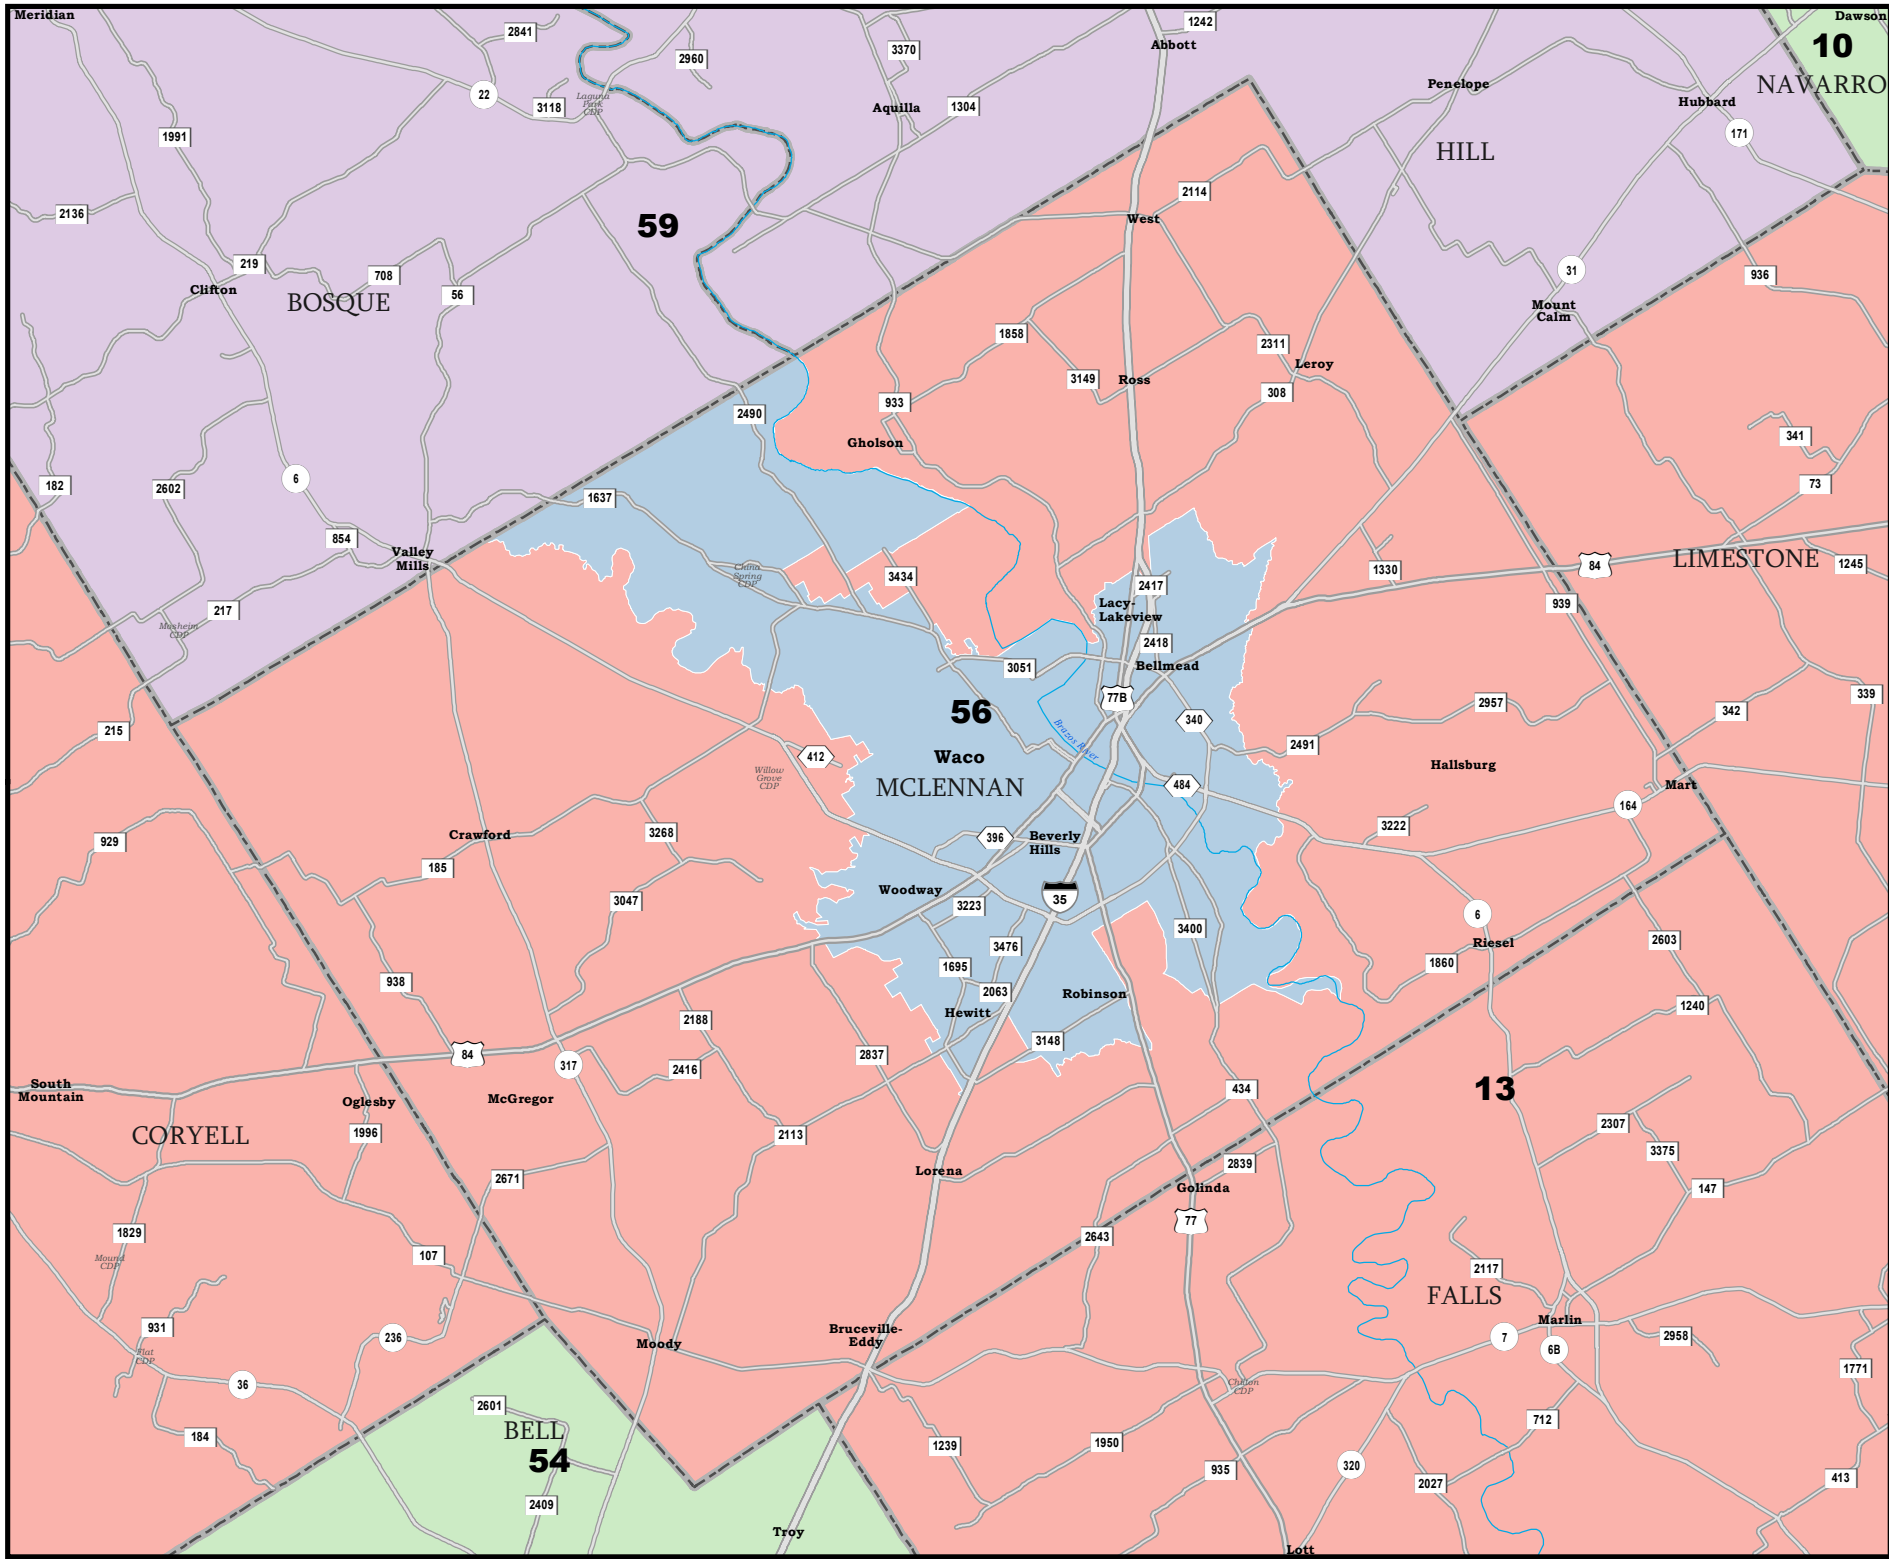 Meridian
2841
1242
Dawson
Abbott
10
3370
2960
NAVARRO
Penelope
22
Laguna
Park
CDP
3118
Aquilla
1304
Hubbard
171
1991
HILL
2114
2136
59
West
219
708
Clifton
BOSQUE
56
31
936
Mount
Calm
1858
2311
Leroy
3149
Ross
308
933
2490
Gholson
341
6
182
2602
1637
73
854
Valley
Mills
LIMESTONE
84
1245
1330
China
Spring
CDP
3434
2417
Lacy-
Lakeview
939
217
Mosheim
CDP
2418
3051
Bellmead
77B
339
2957
342
56
340
215
Brazos River
2491
412
Waco
Willow
Grove
CDP
MCLENNAN
Hallsburg
484
Mart
164
Crawford
3268
396
Beverly
Hills
3222
929
185
Woodway
35
3047
3223
6
3400
3476
Riesel
2603
1695
1860
938
2063
Robinson
Hewitt
1240
2188
3148
84
317
2837
2416
South
Mountain
Oglesby
McGregor
434
13
CORYELL
1996
2113
2307
3375
2671
Lorena
2839
Golinda
147
1829
77
2643
Mound
CDP
107
2117
FALLS
931
Flat
CDP
236
Moody
Bruceville-
Eddy
Marlin
7
6B
2958
1771
36
Chilton
CDP
2601
BELL
712
184
54
1239
1950
935
320
2027
413
2409
Troy
Lott